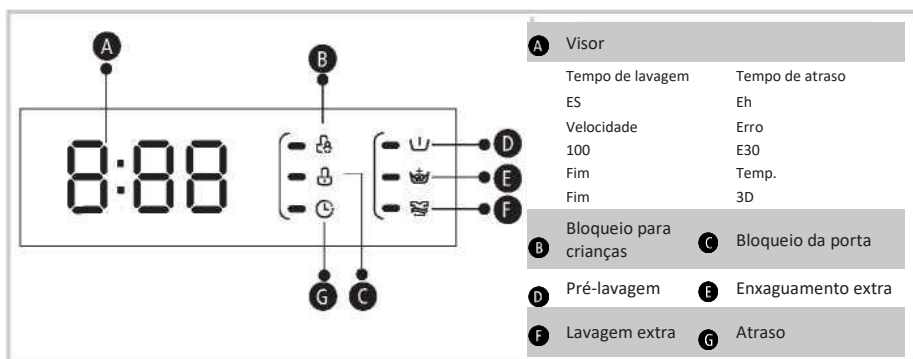 A
B
8:88
D
E
F
G
C
A Visor
Tempo de lavagem Tempo de atraso
ES Eh
Velocidade Erro
100 E30
Fim Temp.
Fim 3D
B Bloqueio para
crianças
C Bloqueio da porta
D Pré-lavagem E Enxaguamento extra
F Lavagem extra G Atraso